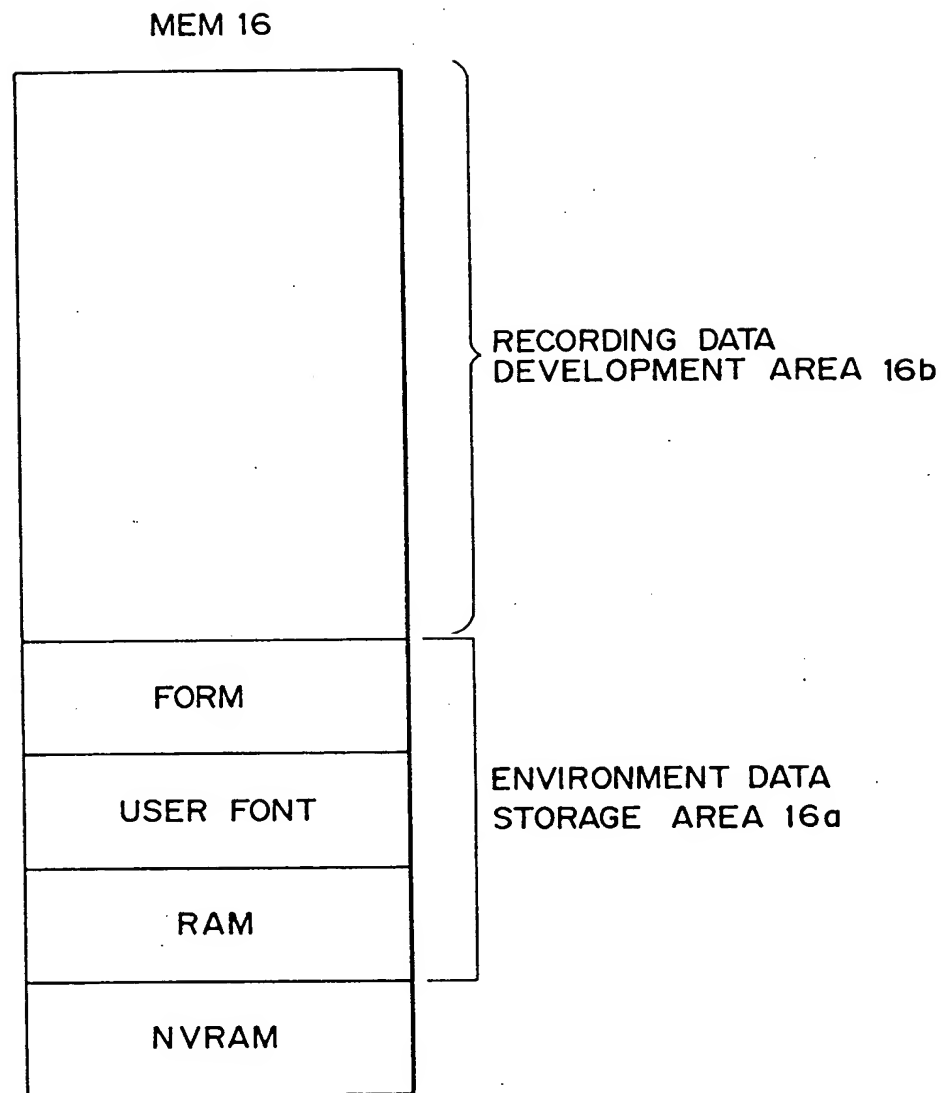 MEM 16
RECORDING DATA
DEVELOPMENT AREA 16b
FORM
USER FONT
ENVIRONMENT DATA
STORAGE AREA 16a
RAM
NVRAM